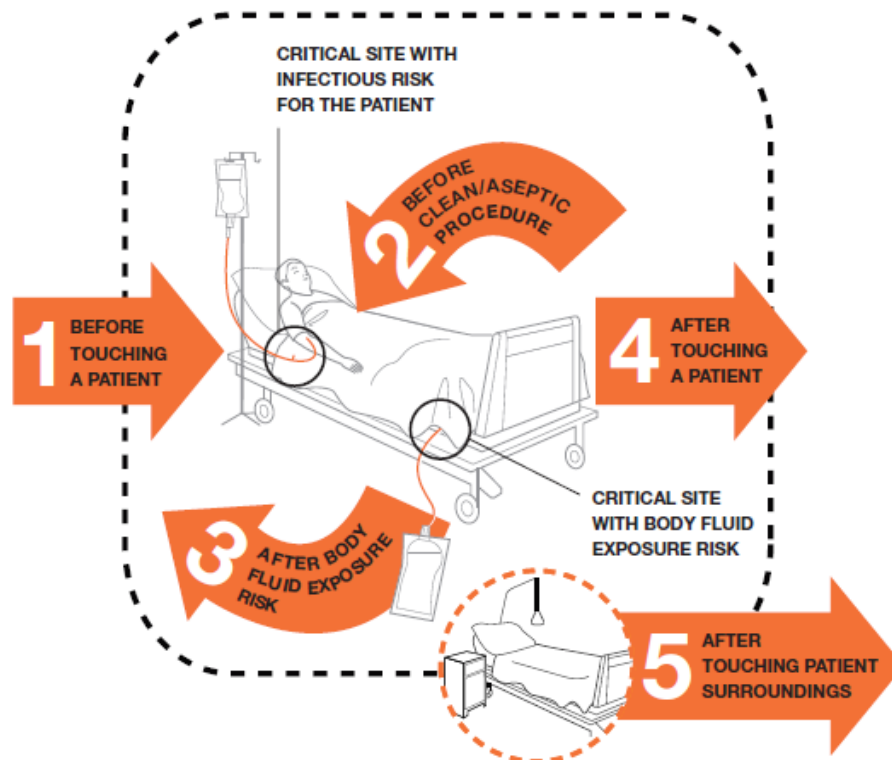 CRITICAL SITE WITH
INFECTIOUS RISK
FOR THE PATIENT
2
BEFORE
CLEAN/ASEPTIC
PROCEDURE
1
BEFORE
TOUCHING
A PATIENT
4
AFTER
TOUCHING
A PATIENT
3
AFTER BODY
FLUID EXPOSURE
RISK
CRITICAL SITE
WITH BODY FLUID
EXPOSURE RISK
5
AFTER
TOUCHING PATIENT
SURROUNDINGS